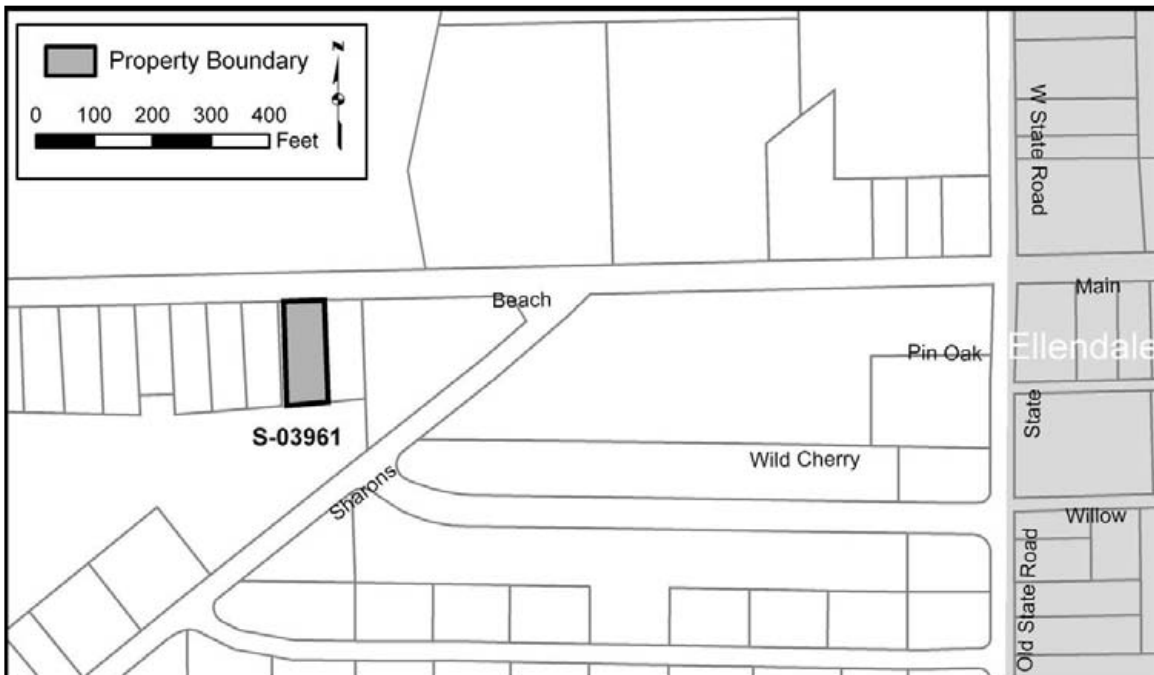 N
Property Boundary
0 100 200 300 400
Feet
W State Road
Beach
Main
Pin Oak
Ellendale
State
S-03961
Wild Cherry
Sharons
Willow
Old State Road